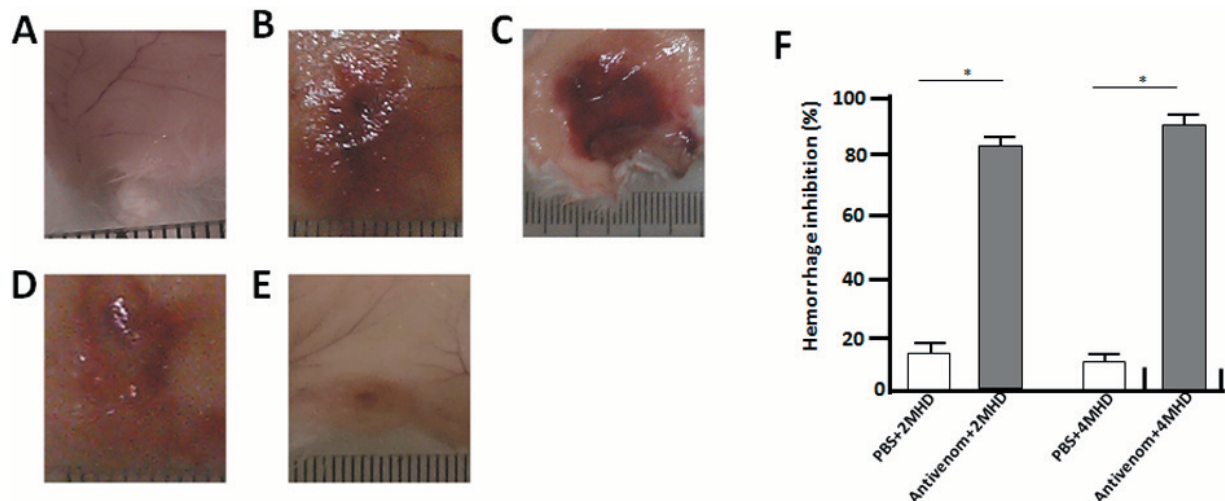 A
B
C
D
E
F
*
*
Hemorrhage inhibition (%)
100
80
60
40
20
0
PBS+2MHD
Antivenom+2MHD
PBS+4MHD
Antivenom+4MHD